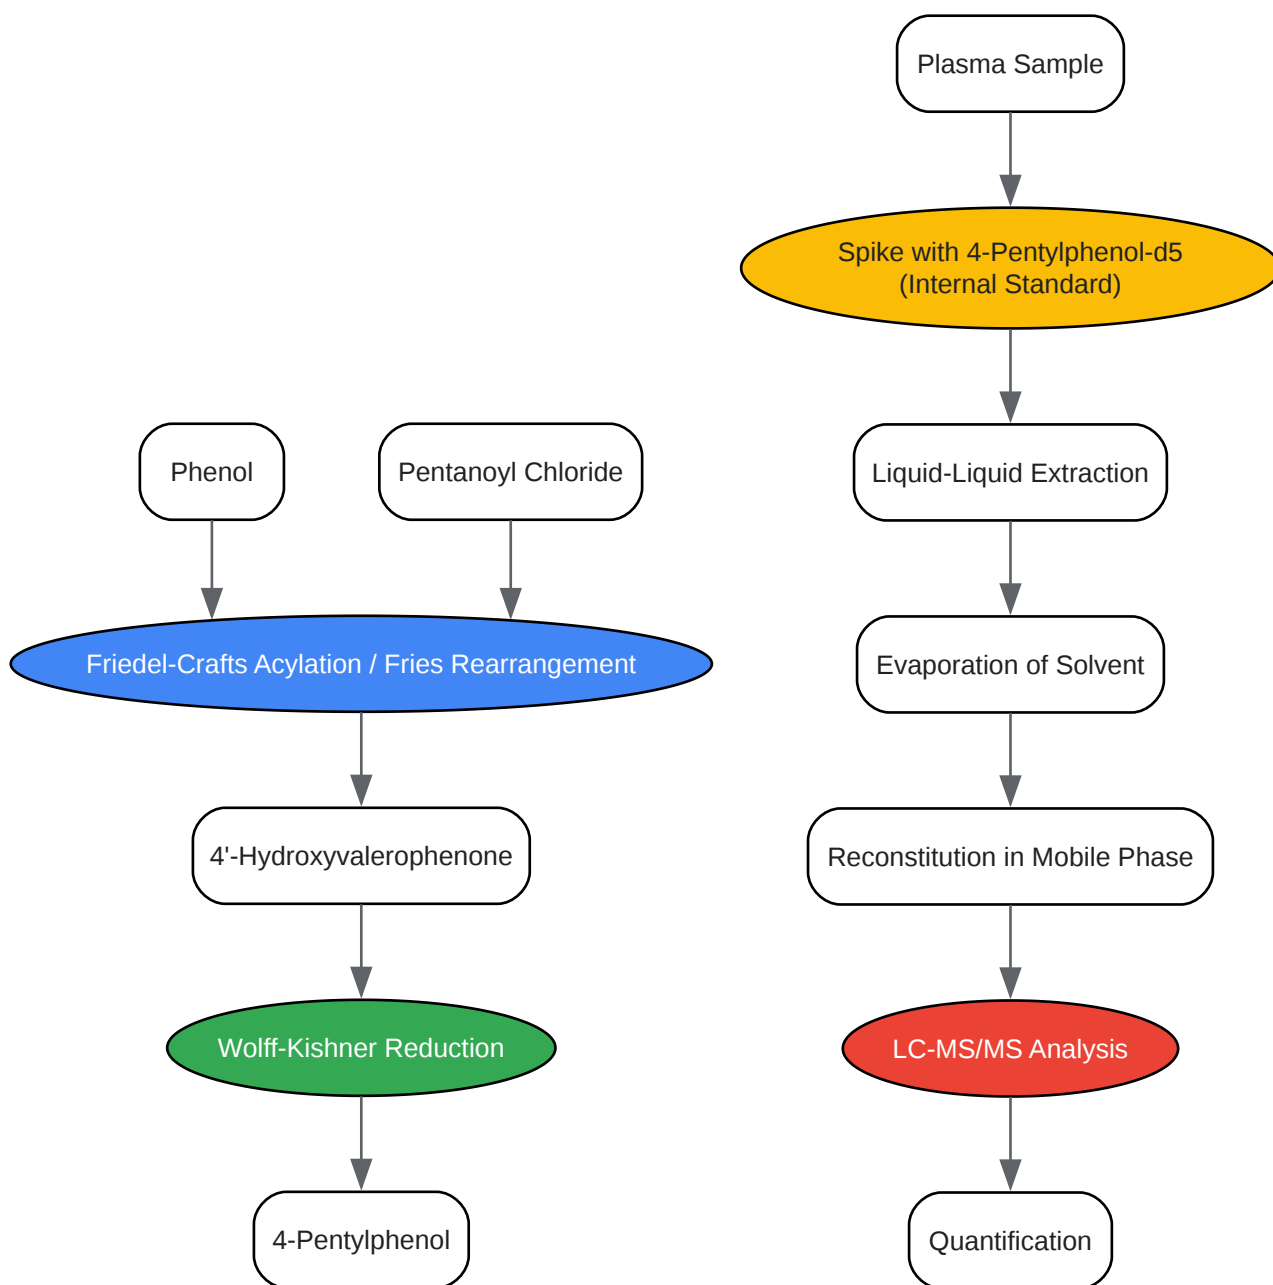 Phenol
Pentanoyl Chloride
Friedel-Crafts Acylation / Fries Rearrangement
4'-Hydroxyvalerophenone
Wolff-Kishner Reduction
4-Pentylphenol
Plasma Sample
Spike with 4-Pentylphenol-d5
(Internal Standard)
Liquid-Liquid Extraction
Evaporation of Solvent
Reconstitution in Mobile Phase
LC-MS/MS Analysis
Quantification